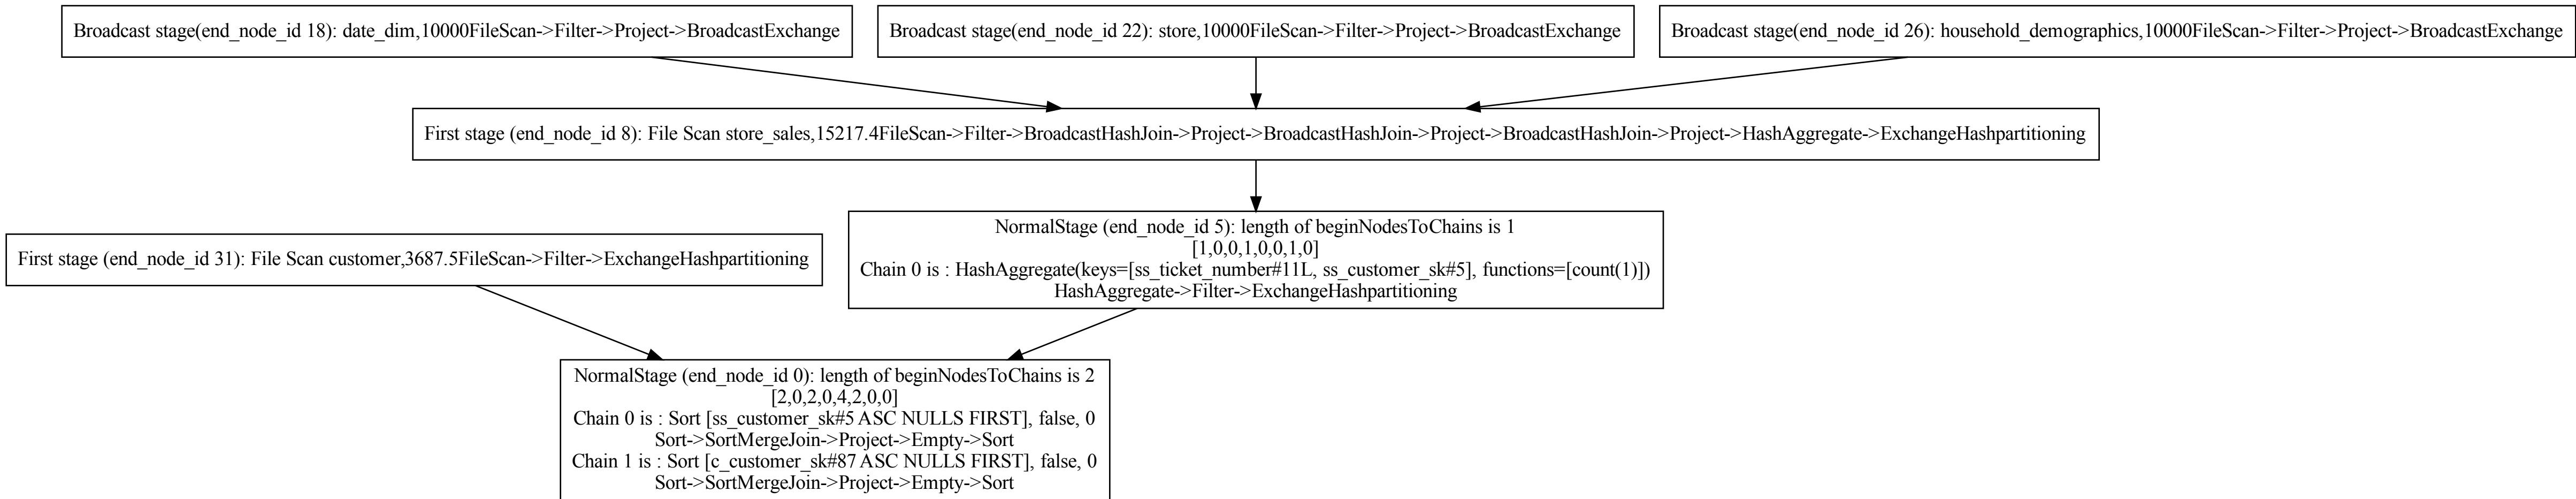 Broadcast stage(end_node_id 18): date_dim,10000FileScan->Filter->Project->BroadcastExchange
Broadcast stage(end_node_id 22): store,10000FileScan->Filter->Project->BroadcastExchange
Broadcast stage(end_node_id 26): household_demographics,10000FileScan->Filter->Project->BroadcastExchange
First stage (end_node_id 8): File Scan store_sales,15217.4FileScan->Filter->BroadcastHashJoin->Project->BroadcastHashJoin->Project->BroadcastHashJoin->Project->HashAggregate->ExchangeHashpartitioning
First stage (end_node_id 31): File Scan customer,3687.5FileScan->Filter->ExchangeHashpartitioning
NormalStage (end_node_id 5): length of beginNodesToChains is 1
[1,0,0,1,0,0,1,0]
Chain 0 is : HashAggregate(keys=[ss_ticket_number#11L, ss_customer_sk#5], functions=[count(1)])
HashAggregate->Filter->ExchangeHashpartitioning
NormalStage (end_node_id 0): length of beginNodesToChains is 2
[2,0,2,0,4,2,0,0]
Chain 0 is : Sort [ss_customer_sk#5 ASC NULLS FIRST], false, 0
Sort->SortMergeJoin->Project->Empty->Sort
Chain 1 is : Sort [c_customer_sk#87 ASC NULLS FIRST], false, 0
Sort->SortMergeJoin->Project->Empty->Sort